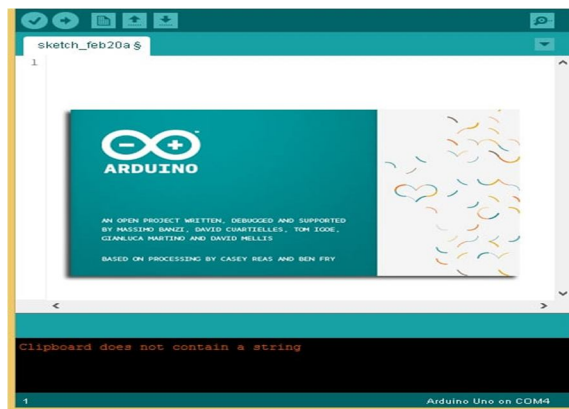 sketch_feb20a §
1
ARDUINO
AN OPEN PROJECT WRITTEN, DEBUGGED AND SUPPORTED
BY MASSIMO BANZI, DAVID CUARTIELLES, TOM IGOE,
GIANLUCA MARTINO AND DAVID MELLIS
BASED ON PROCESSING BY CASEY REAS AND BEN FRY
Clipboard does not contain a string
1
Arduino Uno on COM4